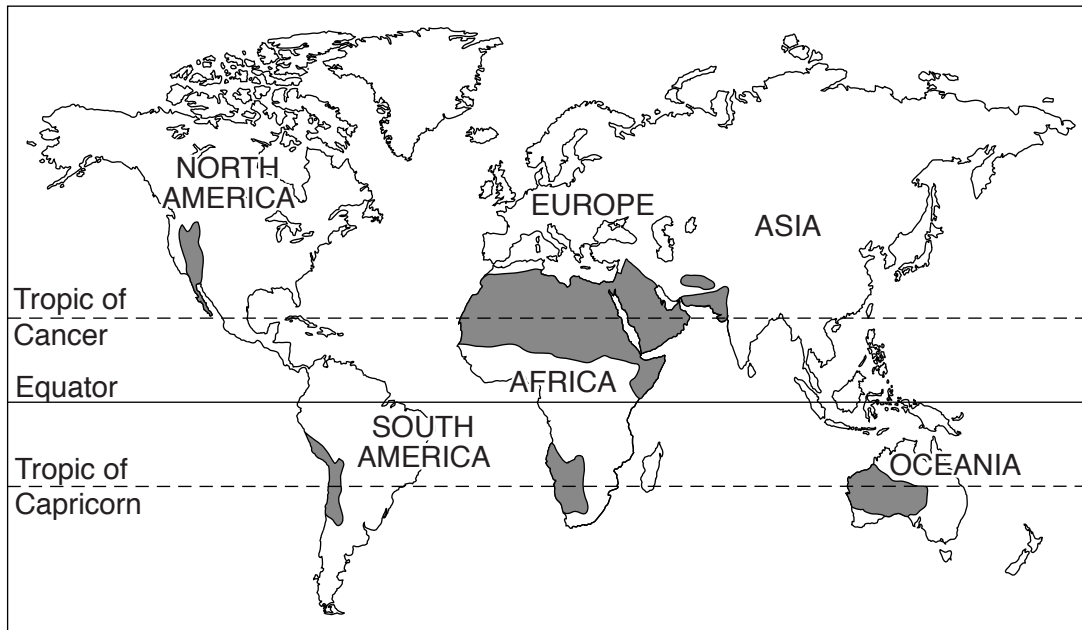 NORTH
AMERICA
EUROPE
ASIA
Tropic of
Cancer
Equator
AFRICA
SOUTH
AMERICA
OCEANIA
Tropic of
Capricorn